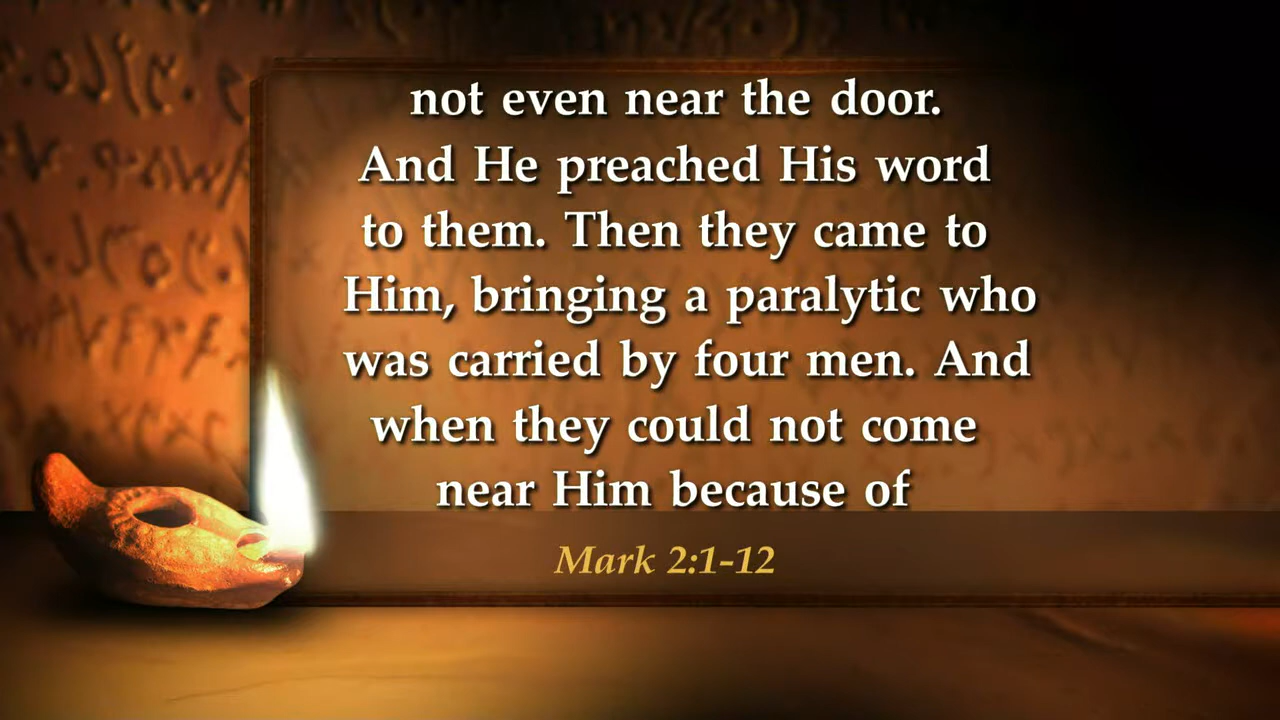 not even near the door.
And He preached His word
to them. Then they came to
Him, bringing a paralytic who
was carried by four men. And
when they could not come
near Him because of
Mark 2:1-12